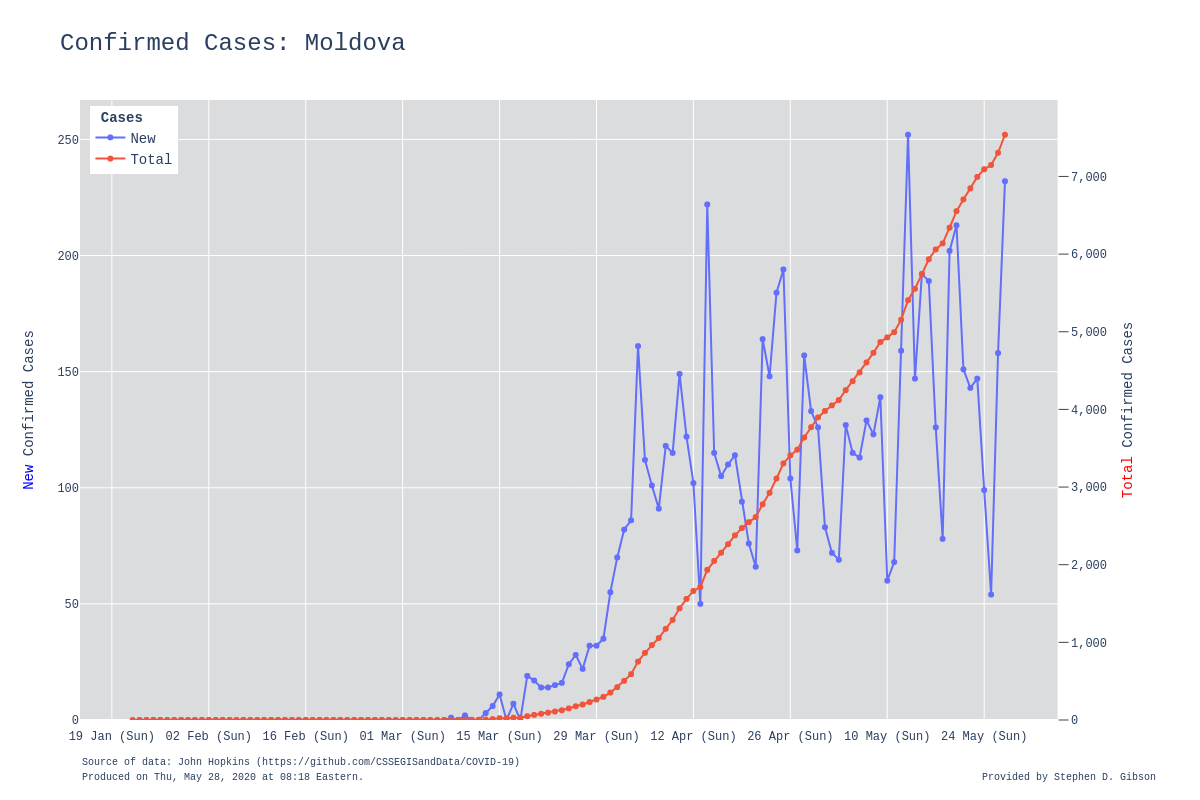 Confirmed Cases: Moldova
Cases
New
Total
250
200
150
100
50
0
7,000
6,000
5,000
4,000
3,000
2,000
1,000
0
New Confirmed Cases
Total Confirmed Cases
19 Jan (Sun) 02 Feb (Sun) 16 Feb (Sun) 01 Mar (Sun) 15 Mar (Sun) 29 Mar (Sun) 12 Apr (Sun) 26 Apr (Sun) 10 May (Sun) 24 May (Sun)
Source of data: John Hopkins (https://github.com/CSSEGISandData/COVID-19)
Produced on Thu, May 28, 2020 at 08:18 Eastern.
Provided by Stephen D. Gibson